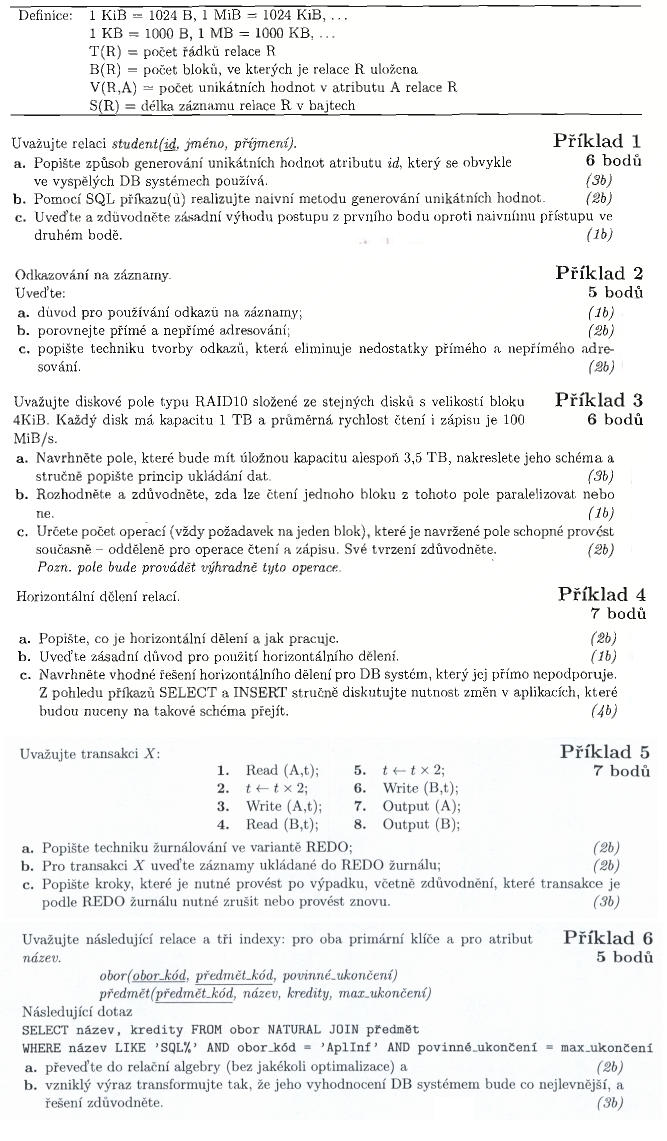 Definice: 1 KiB = 1024 B, 1 MiB = 1024 KiB, ...
1 KB = 1000 B, 1 MB = 1000 KB, ...
T(R) = počet řádků relace R
B(R) = počet bloků, ve kterých je relace R uložena
V(R,A) = počet unikátních hodnot v atributu A relace R
S(R) = délka záznamu relace R v bajtech
Uvažujte relaci student(id, jméno, příjmení). Příklad 1
a. Popište způsob generování unikátních hodnot atributu id, který se obvykle 6 bodů
ve vyspělých DB systémech používá. (3b)
b. Pomocí SQL příkazu(ů) realizujte naivní metodu generování unikátních hodnot. (2b)
c. Uveďte a zdůvodněte zásadní výhodu postupu z prvního bodu oproti naivnímu přístupu ve
druhém bodě. (1b)
Odkazování na záznamy. Příklad 2
Uveďte: 5 bodů
a. důvod pro používání odkazů na záznamy; (1b)
b. porovnejte přímé a nepřímé adresování; (2b)
c. popište techniku tvorby odkazů, která eliminuje nedostatky přímého a nepřímého adre-
sování. (2b)
Uvažujte diskové pole typu RAID10 složené ze stejných disků s velikostí bloku Příklad 3
4KiB. Každý disk má kapacitu 1 TB a průměrná rychlost čtení i zápisu je 100 6 bodů
MiB/s.
a. Navrhněte pole, které bude mít úložnou kapacitu alespoň 3,5 TB, nakreslete jeho schéma a
stručně popište princip ukládání dat. (3b)
b. Rozhodněte a zdůvodněte, zda lze čtení jednoho bloku z tohoto pole paralelizovat nebo
ne. (1b)
c. Určete počet operací (vždy požadavek na jeden blok), které je navržené pole schopné provést
současně – odděleně pro operace čtení a zápisu. Své tvrzení zdůvodněte. (2b)
Pozn. pole bude provádět výhradně tyto operace.
Horizontální dělení relací. Příklad 4
7 bodů
a. Popište, co je horizontální dělení a jak pracuje. (2b)
b. Uveďte zásadní důvod pro použití horizontálního dělení. (1b)
c. Navrhněte vhodné řešení horizontálního dělení pro DB systém, který jej přímo nepodporuje.
Z pohledu příkazů SELECT a INSERT stručně diskutujte nutnost změn v aplikacích, které
budou nuceny na takové schéma přejít. (4b)
Uvažujte transakci X: Příklad 5
1. Read (A,t); 5. t ← t × 2; 7 bodů
2. t ← t × 2; 6. Write (B,t);
3. Write (A,t); 7. Output (A);
4. Read (B,t); 8. Output (B);
a. Popište techniku žurnálování ve variantě REDO; (2b)
b. Pro transakci X uveďte záznamy ukládané do REDO žurnálu; (2b)
c. Popište kroky, které je nutné provést po výpadku, včetně zdůvodnění, které transakce je
podle REDO žurnálu nutné zrušit nebo provést znovu. (3b)
Uvažujte následující relace a tři indexy: pro oba primární klíče a pro atribut Příklad 6
název. 5 bodů
obor(obor_kód, předmět_kód, povinné_ukončení)
předmět(předmět_kód, název, kredity, max_ukončení)
Následující dotaz
SELECT název, kredity FROM obor NATURAL JOIN předmět
WHERE název LIKE 'SQL%' AND obor_kód = 'AplInf' AND povinné_ukončení = max_ukončení
a. převeďte do relační algebry (bez jakékoli optimalizace) a (2b)
b. vzniklý výraz transformujte tak, že jeho vyhodnocení DB systémem bude co nejlevnější, a
řešení zdůvodněte. (3b)